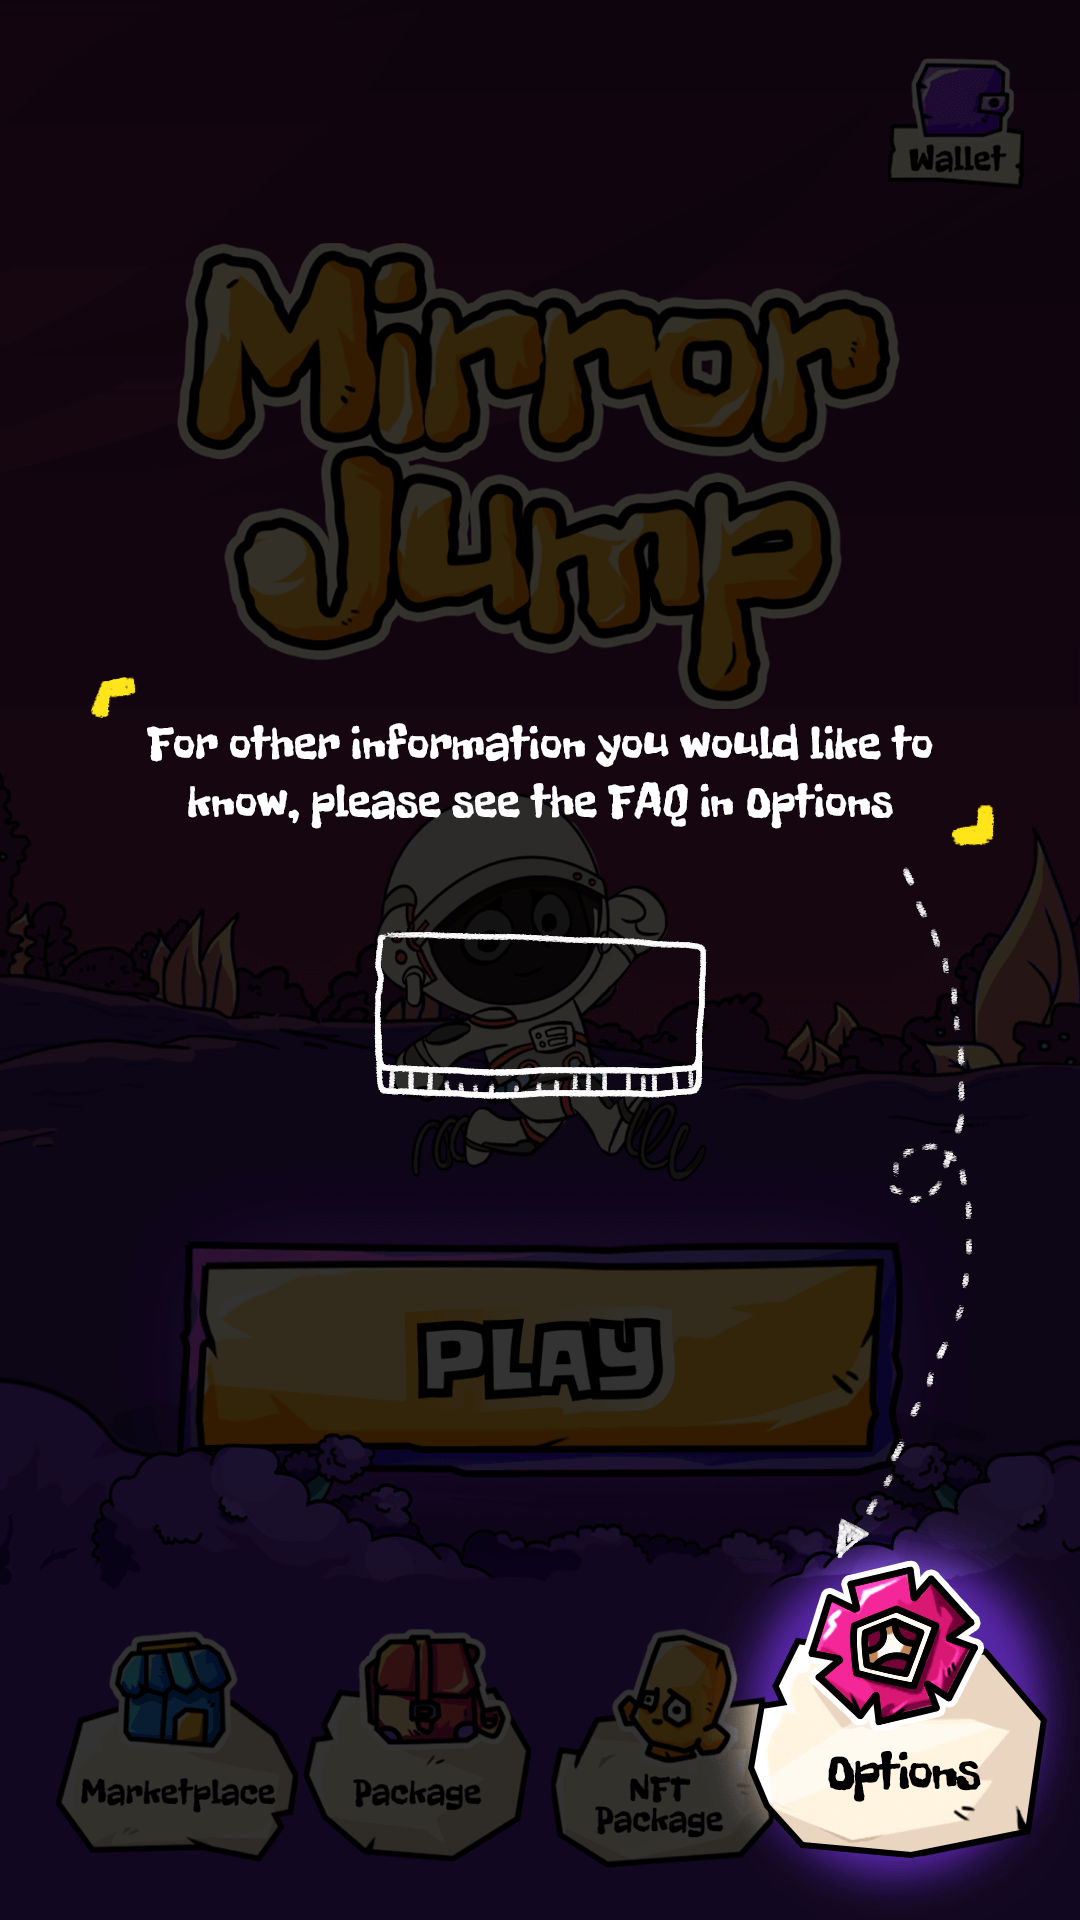 Wallet
Mirror
Jump
For other information you would like to
know, please see the FAQ in Options
PLAY
Marketplace
Package
NFT
Package
Options